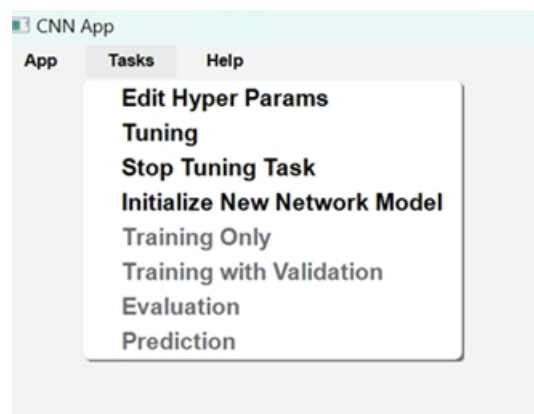 CNN App
App Tasks Help
Edit Hyper Params
Tuning
Stop Tuning Task
Initialize New Network Model
Training Only
Training with Validation
Evaluation
Prediction